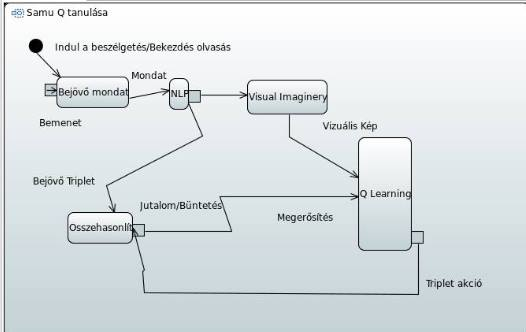 Samu Q tanulása
Indul a beszélgetés/Bekezdés olvasás
Mondat
Bejövő mondat
NLP
Visual Imaginery
Bemenet
Vizuális Kép
Bejövő Triplet
Q Learning
Jutalom/Büntetés
Megerősítés
Osszehasonlít
Triplet akció